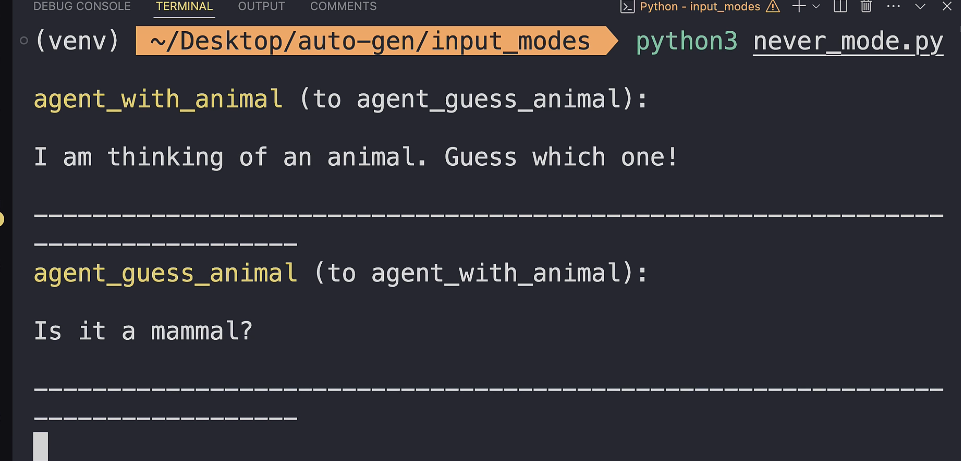 DEBUG CONSOLE TERMINAL OUTPUT COMMENTS Python - input_modes
(venv) ~/Desktop/auto-gen/input_modes python3 never_mode.py
agent_with_animal (to agent_guess_animal):
I am thinking of an animal. Guess which one!
--------------------------------------------------------------
------------------
agent_guess_animal (to agent_with_animal):
Is it a mammal?
--------------------------------------------------------------
------------------